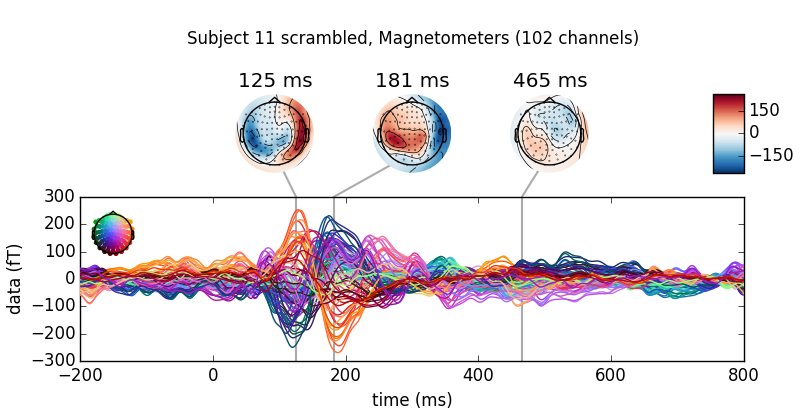 Subject 11 scrambled, Magnetometers (102 channels)
125 ms
181 ms
465 ms
150
0
−150
300
200
100
0
−100
−200
−300
data (fT)
−200
0
200
400
600
800
time (ms)